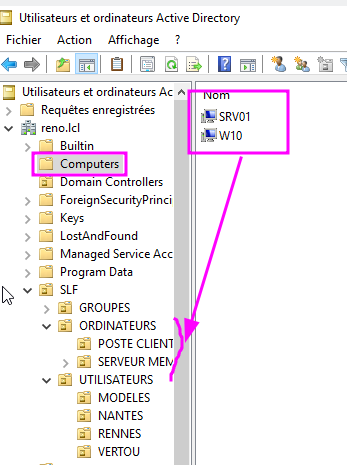 Utilisateurs et ordinateurs Active Directory
Fichier Action Affichage ?
Utilisateurs et ordinateurs Ac
Nom
Requêtes enregistrées
SRV01
reno.lcl
W10
Builtin
Computers
Domain Controllers
ForeignSecurityPrinci
Keys
LostAndFound
Managed Service Acc
Program Data
SLF
GROUPES
ORDINATEURS
POSTE CLIENT
SERVEUR MEM
UTILISATEURS
MODELES
NANTES
RENNES
VERTOU